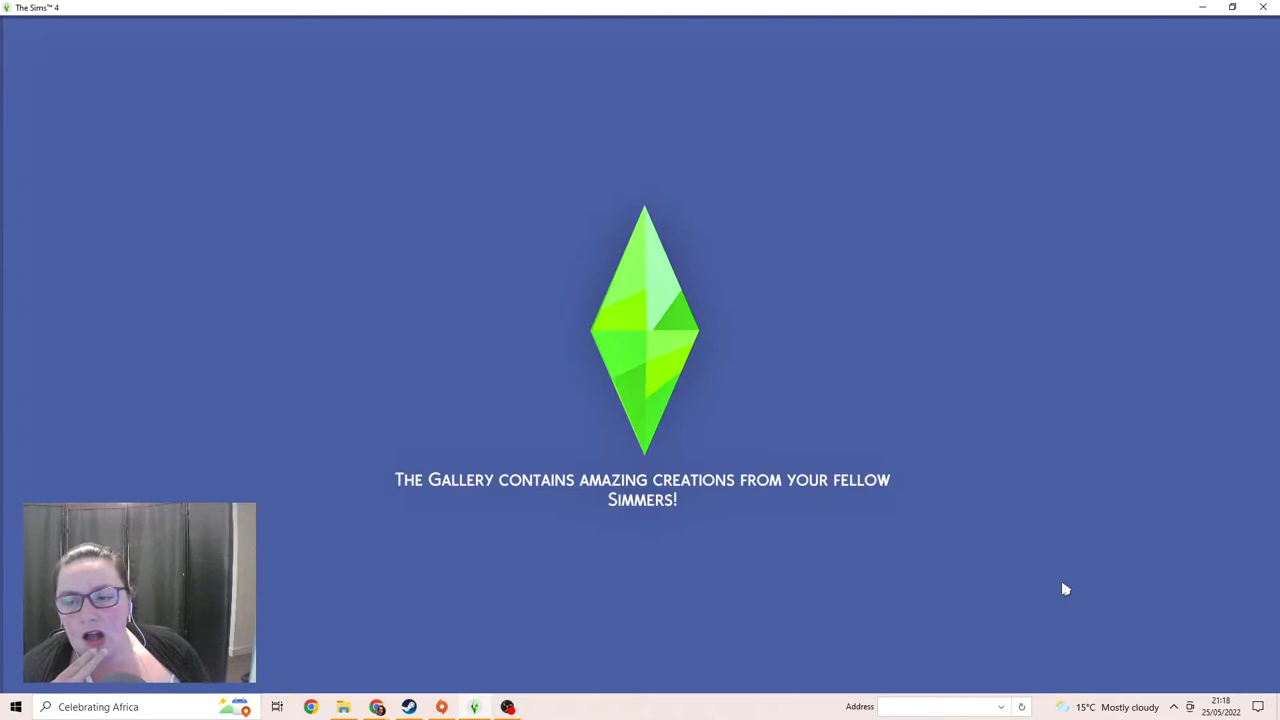 The Sims™ 4
The Gallery contains amazing creations from your fellow
Simmers!
Celebrating Africa
Address
15°C Mostly cloudy
21:18
25/05/2022